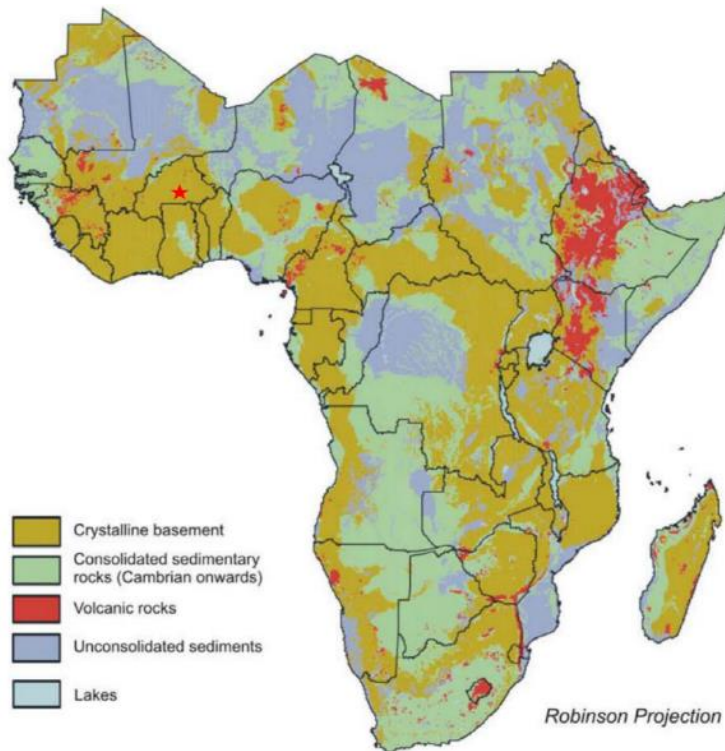 Crystalline basement
Consolidated sedimentary
rocks (Cambrian onwards)
Volcanic rocks
Unconsolidated sediments
Lakes
Robinson Projection